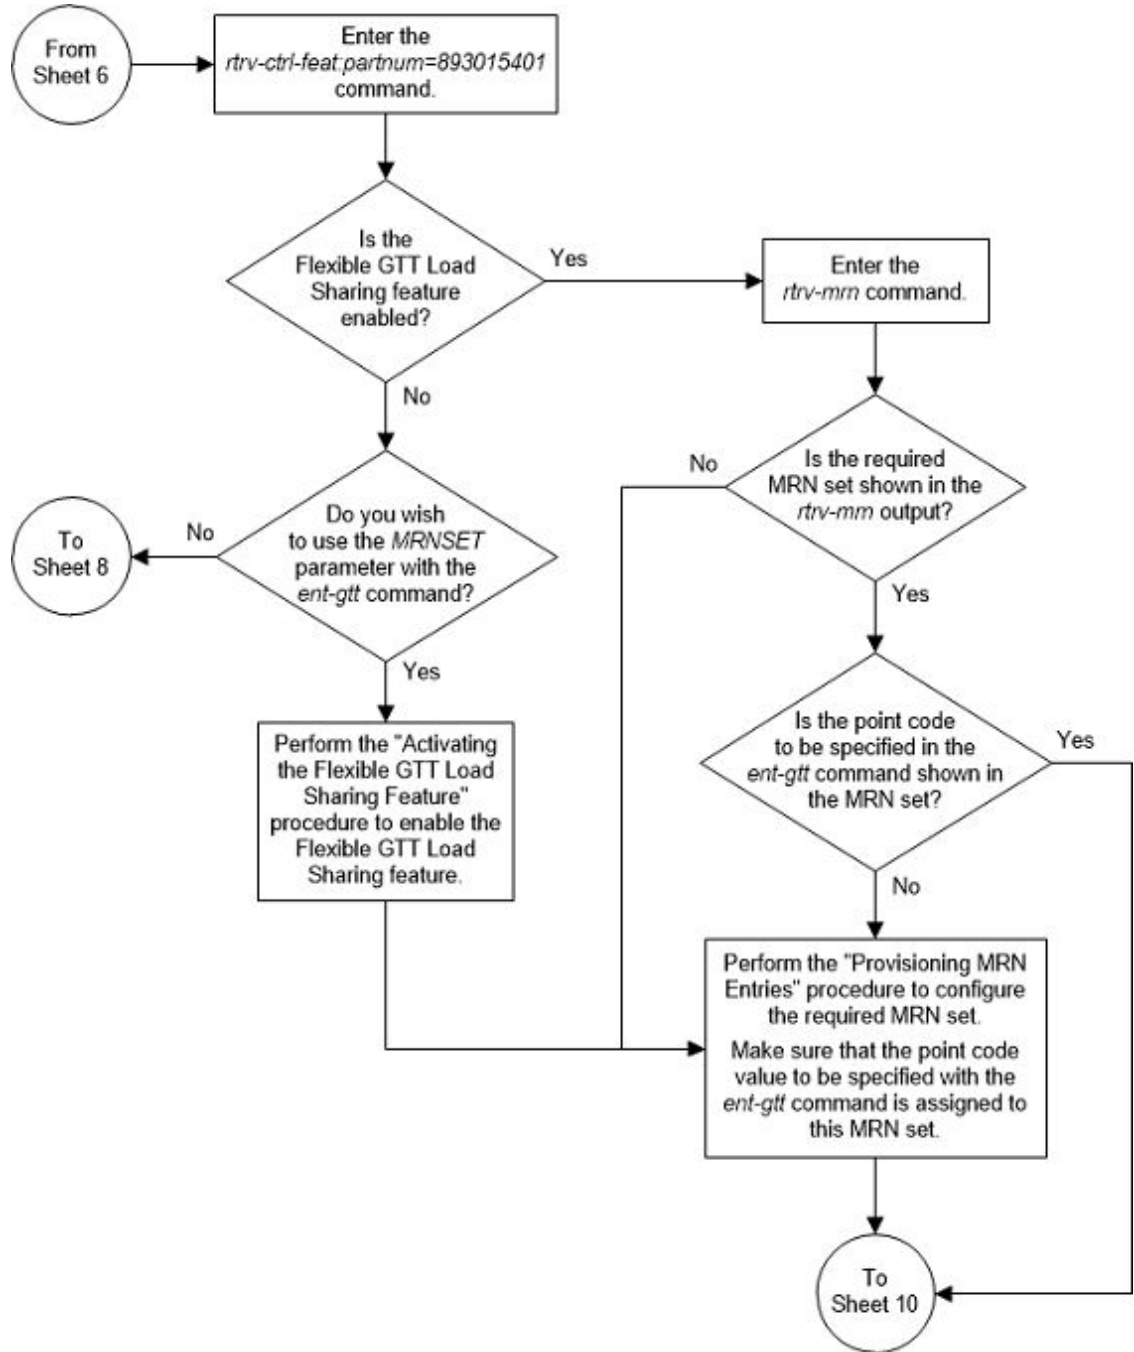 From
Sheet 6
Enter the
rtrv-ctrl-feat:partnum=893015401
command.
Is the
Flexible GTT Load
Sharing feature
enabled?
Yes
Enter the
rtrv-mrn command.
No
Is the required
MRN set shown in the
rtrv-mrn output?
No
Yes
Do you wish
to use the MRNSET
parameter with the
ent-gtt command?
No
To
Sheet 8
Yes
Is the point code
to be specified in the
ent-gtt command shown in
the MRN set?
Yes
No
Perform the "Activating
the Flexible GTT Load
Sharing Feature"
procedure to enable the
Flexible GTT Load
Sharing feature.
Perform the "Provisioning MRN
Entries" procedure to configure
the required MRN set.
Make sure that the point code
value to be specified with the
ent-gtt command is assigned to
this MRN set.
To
Sheet 10